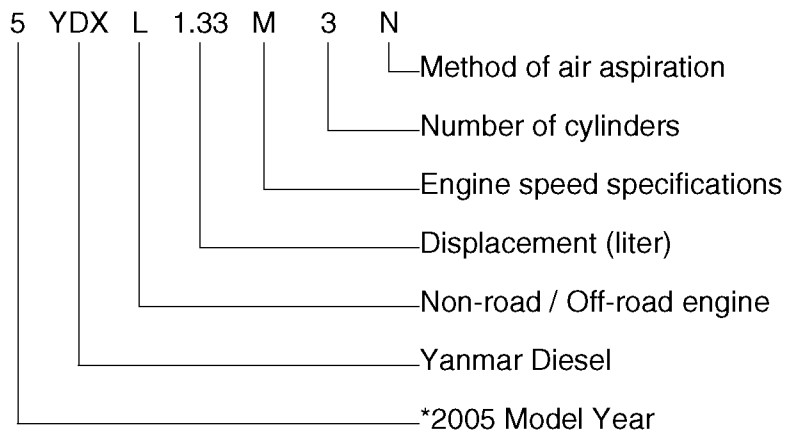 5 YDX L 1.33 M 3 N
Method of air aspiration
Number of cylinders
Engine speed specifications
Displacement (liter)
Non-road / Off-road engine
Yanmar Diesel
*2005 Model Year